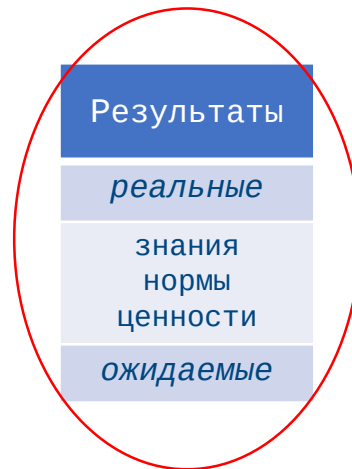 Результаты
реальные
знания
нормы
ценности
ожидаемые